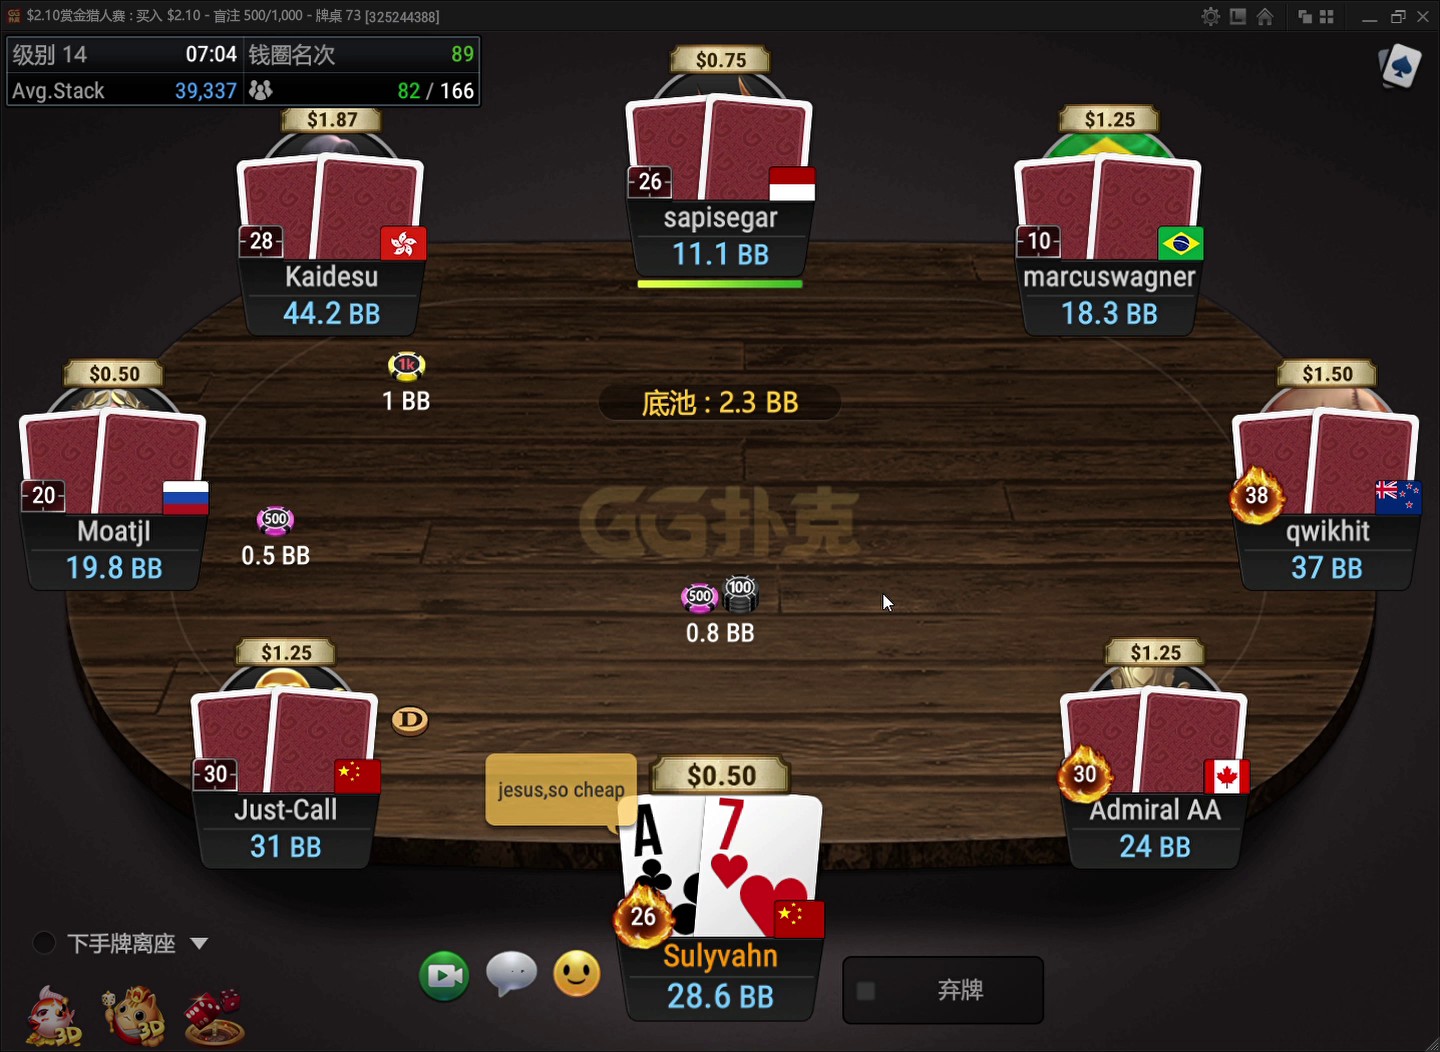 $2.10赏金猎人赛 : 买入 $2.10 - 盲注 500/1,000 - 牌桌 73 [325244388]
级别 14 07:04 钱圈名次 89
Avg.Stack 39,337 82 / 166
$0.75
26
sapisegar
11.1 BB
$1.87
28
Kaidesu
44.2 BB
$1.25
10
marcuswagner
18.3 BB
1k
1 BB
底池 : 2.3 BB
$0.50
20
Moatjl
19.8 BB
$1.50
38
qwikhit
37 BB
500
0.5 BB
GG扑克
500 100
0.8 BB
$1.25
30
Just-Call
31 BB
D
$1.25
30
Admiral AA
24 BB
jesus,so cheap
$0.50
A 7
26
Sulyvahn
28.6 BB
下手牌离座
弃牌
3D
3D